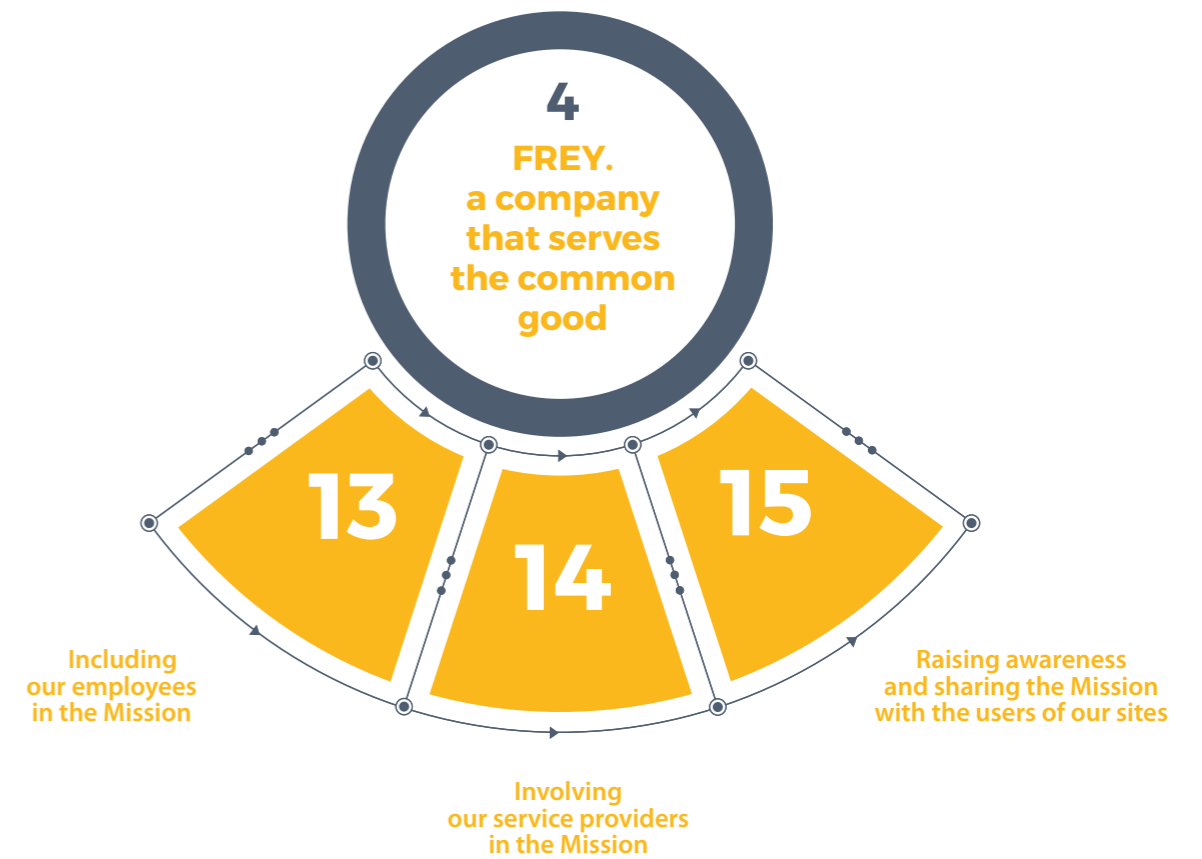 4
FREY.
a company
that serves
the common
good
13
14
15
Including
our employees
in the Mission
Involving
our service providers
in the Mission
Raising awareness
and sharing the Mission
with the users of our sites